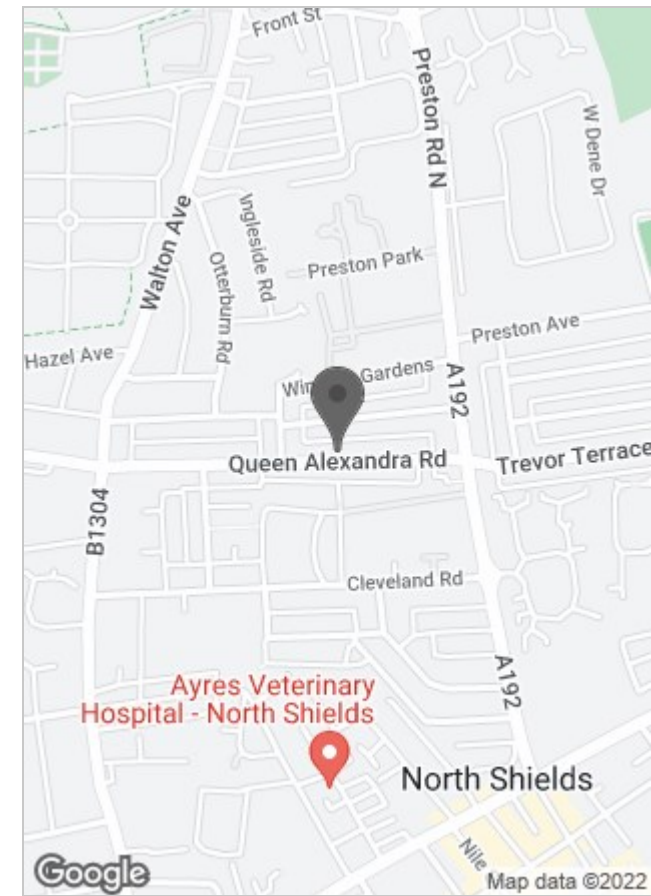 Front St
Preston Rd N
W Dene Dr
Walton Ave
Ingleside Rd
Otterburn Rd
Preston Park
Preston Ave
Hazel Ave
Gardens
A192
Queen Alexandra Rd
Trevor Terrace
B1304
Cleveland Rd
A192
Ayres Veterinary
Hospital - North Shields
North Shields
Nile
Google
Map data ©2022